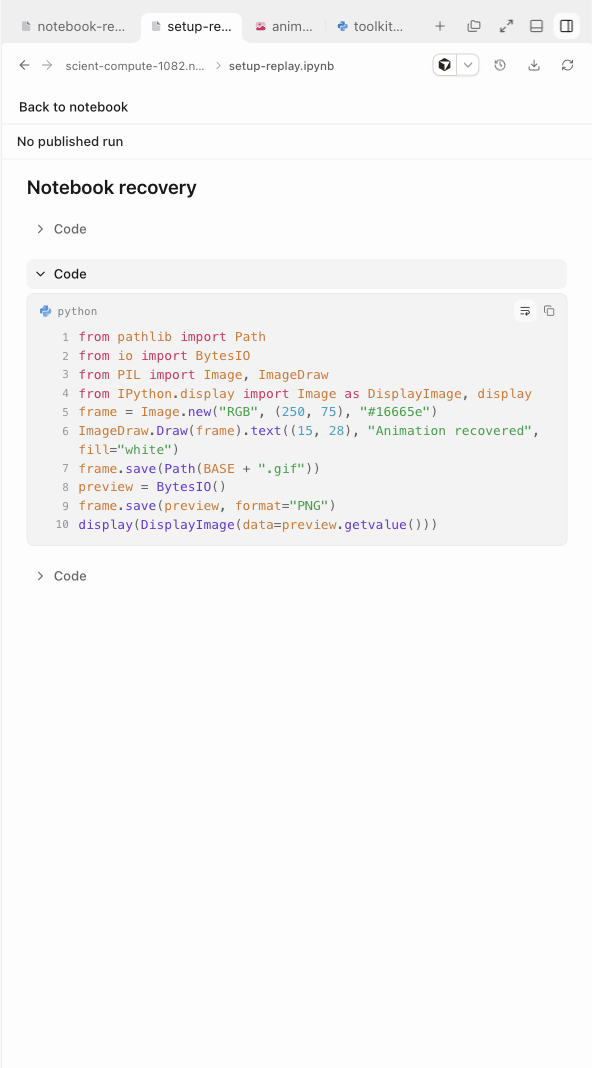 notebook-re...
setup-re...
anim...
toolkit...
scient-compute-1082.n...
setup-replay.ipynb
Back to notebook
No published run
Notebook recovery
Code
Code
python
1 from pathlib import Path
2 from io import BytesIO
3 from PIL import Image, ImageDraw
4 from IPython.display import Image as DisplayImage, display
5 frame = Image.new("RGB", (250, 75), "#16665e")
6 ImageDraw.Draw(frame).text((15, 28), "Animation recovered",
fill="white")
7 frame.save(Path(BASE + ".gif"))
8 preview = BytesIO()
9 frame.save(preview, format="PNG")
10 display(DisplayImage(data=preview.getvalue()))
Code